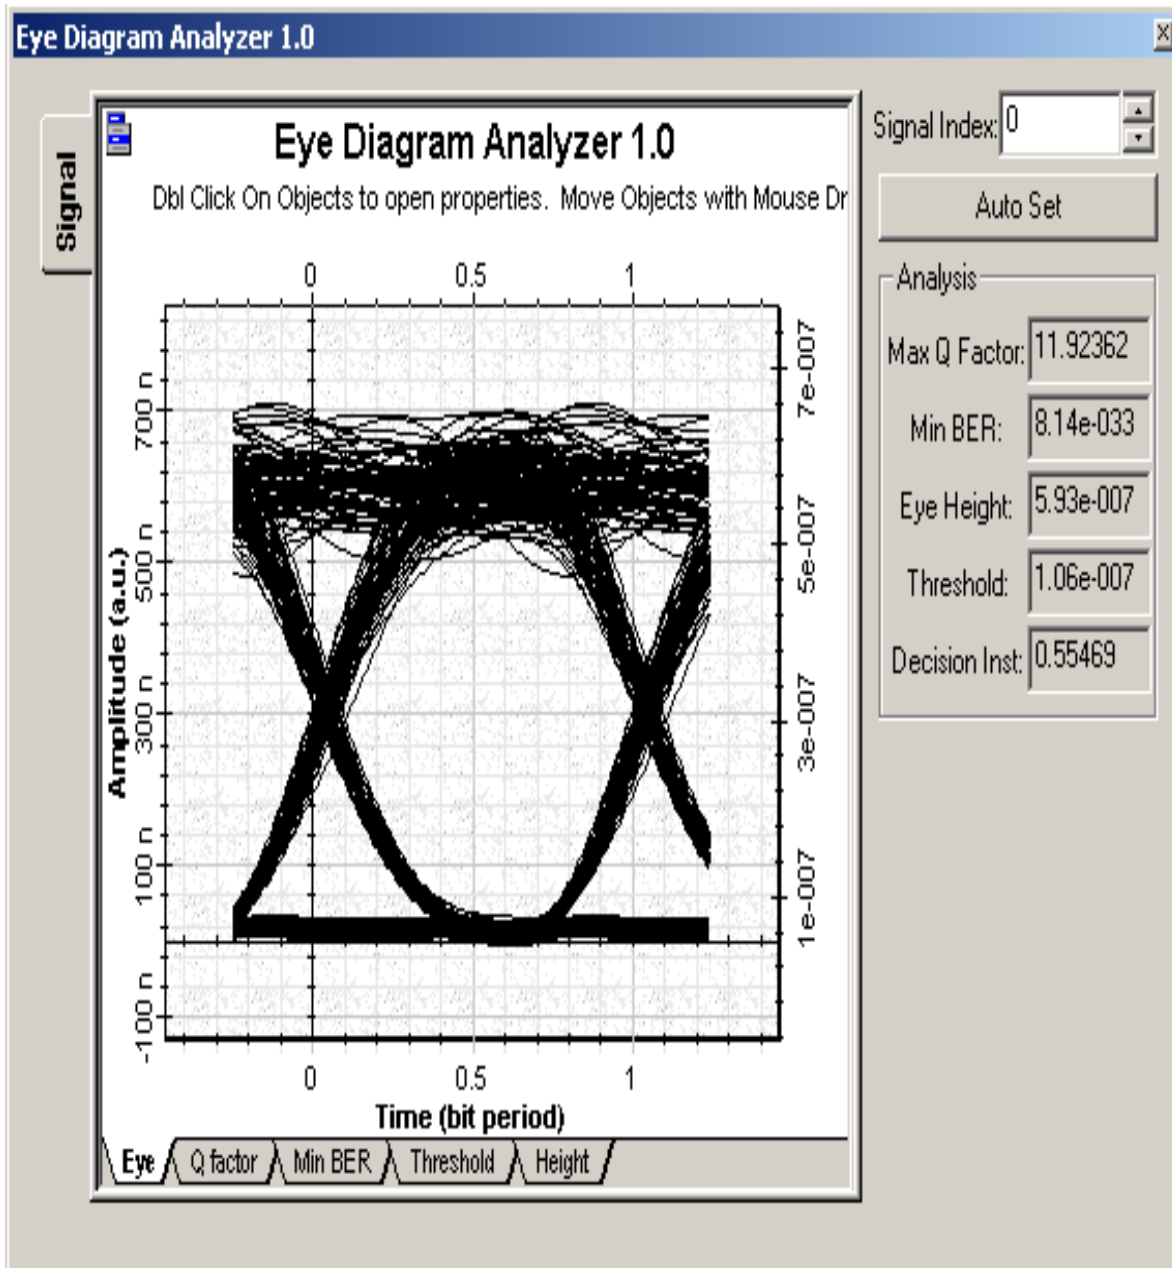 Eye Diagram Analyzer 1.0
Signal
Eye Diagram Analyzer 1.0
Dbl Click On Objects to open properties. Move Objects with Mouse Dr
0 0.5 1
Amplitude (a.u.)
700 n
500 n
300 n
100 n
-100 n
7e-007
5e-007
3e-007
1e-007
0 0.5 1
Time (bit period)
Eye Q factor Min BER Threshold Height
Signal Index: 0
Auto Set
Analysis
Max Q Factor: 11.92362
Min BER: 8.14e-033
Eye Height: 5.93e-007
Threshold: 1.06e-007
Decision Inst: 0.55469